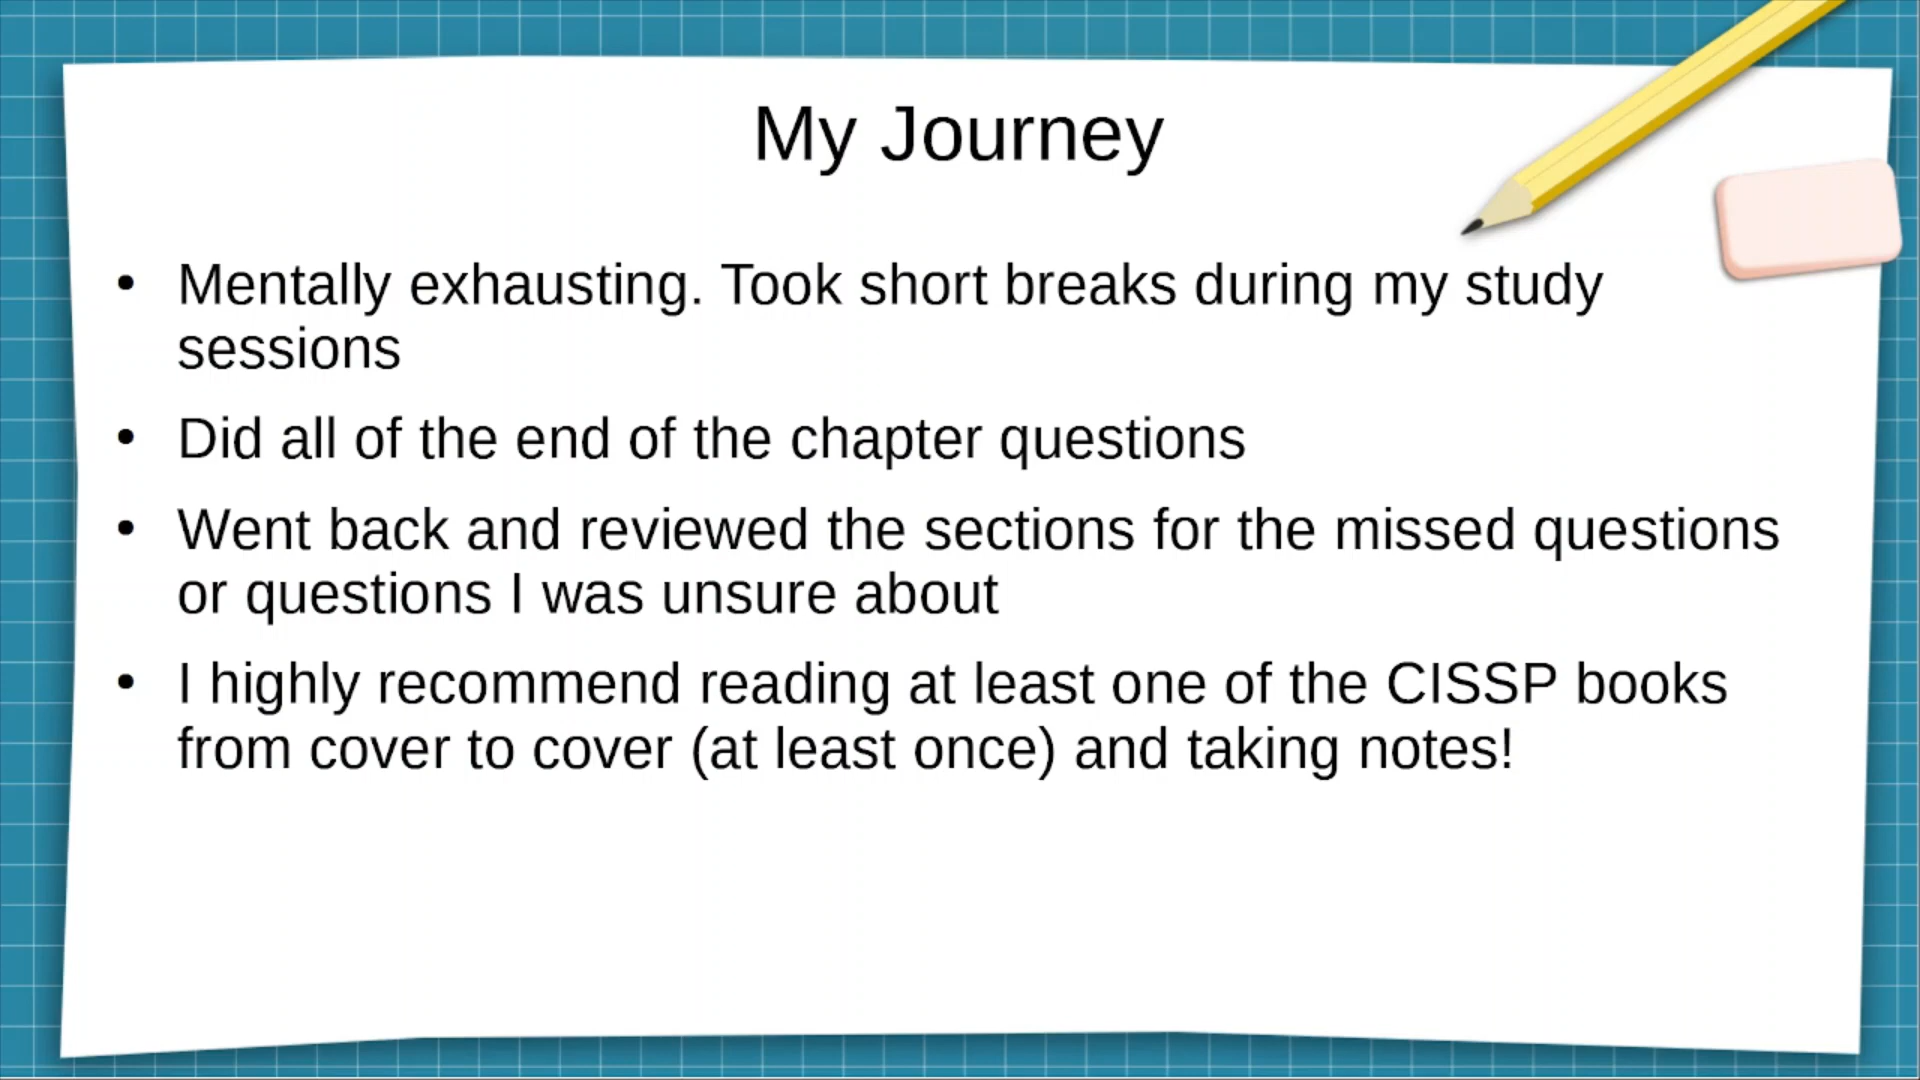 My Journey
• Mentally exhausting. Took short breaks during my study
sessions
• Did all of the end of the chapter questions
• Went back and reviewed the sections for the missed questions
or questions I was unsure about
• I highly recommend reading at least one of the CISSP books
from cover to cover (at least once) and taking notes!